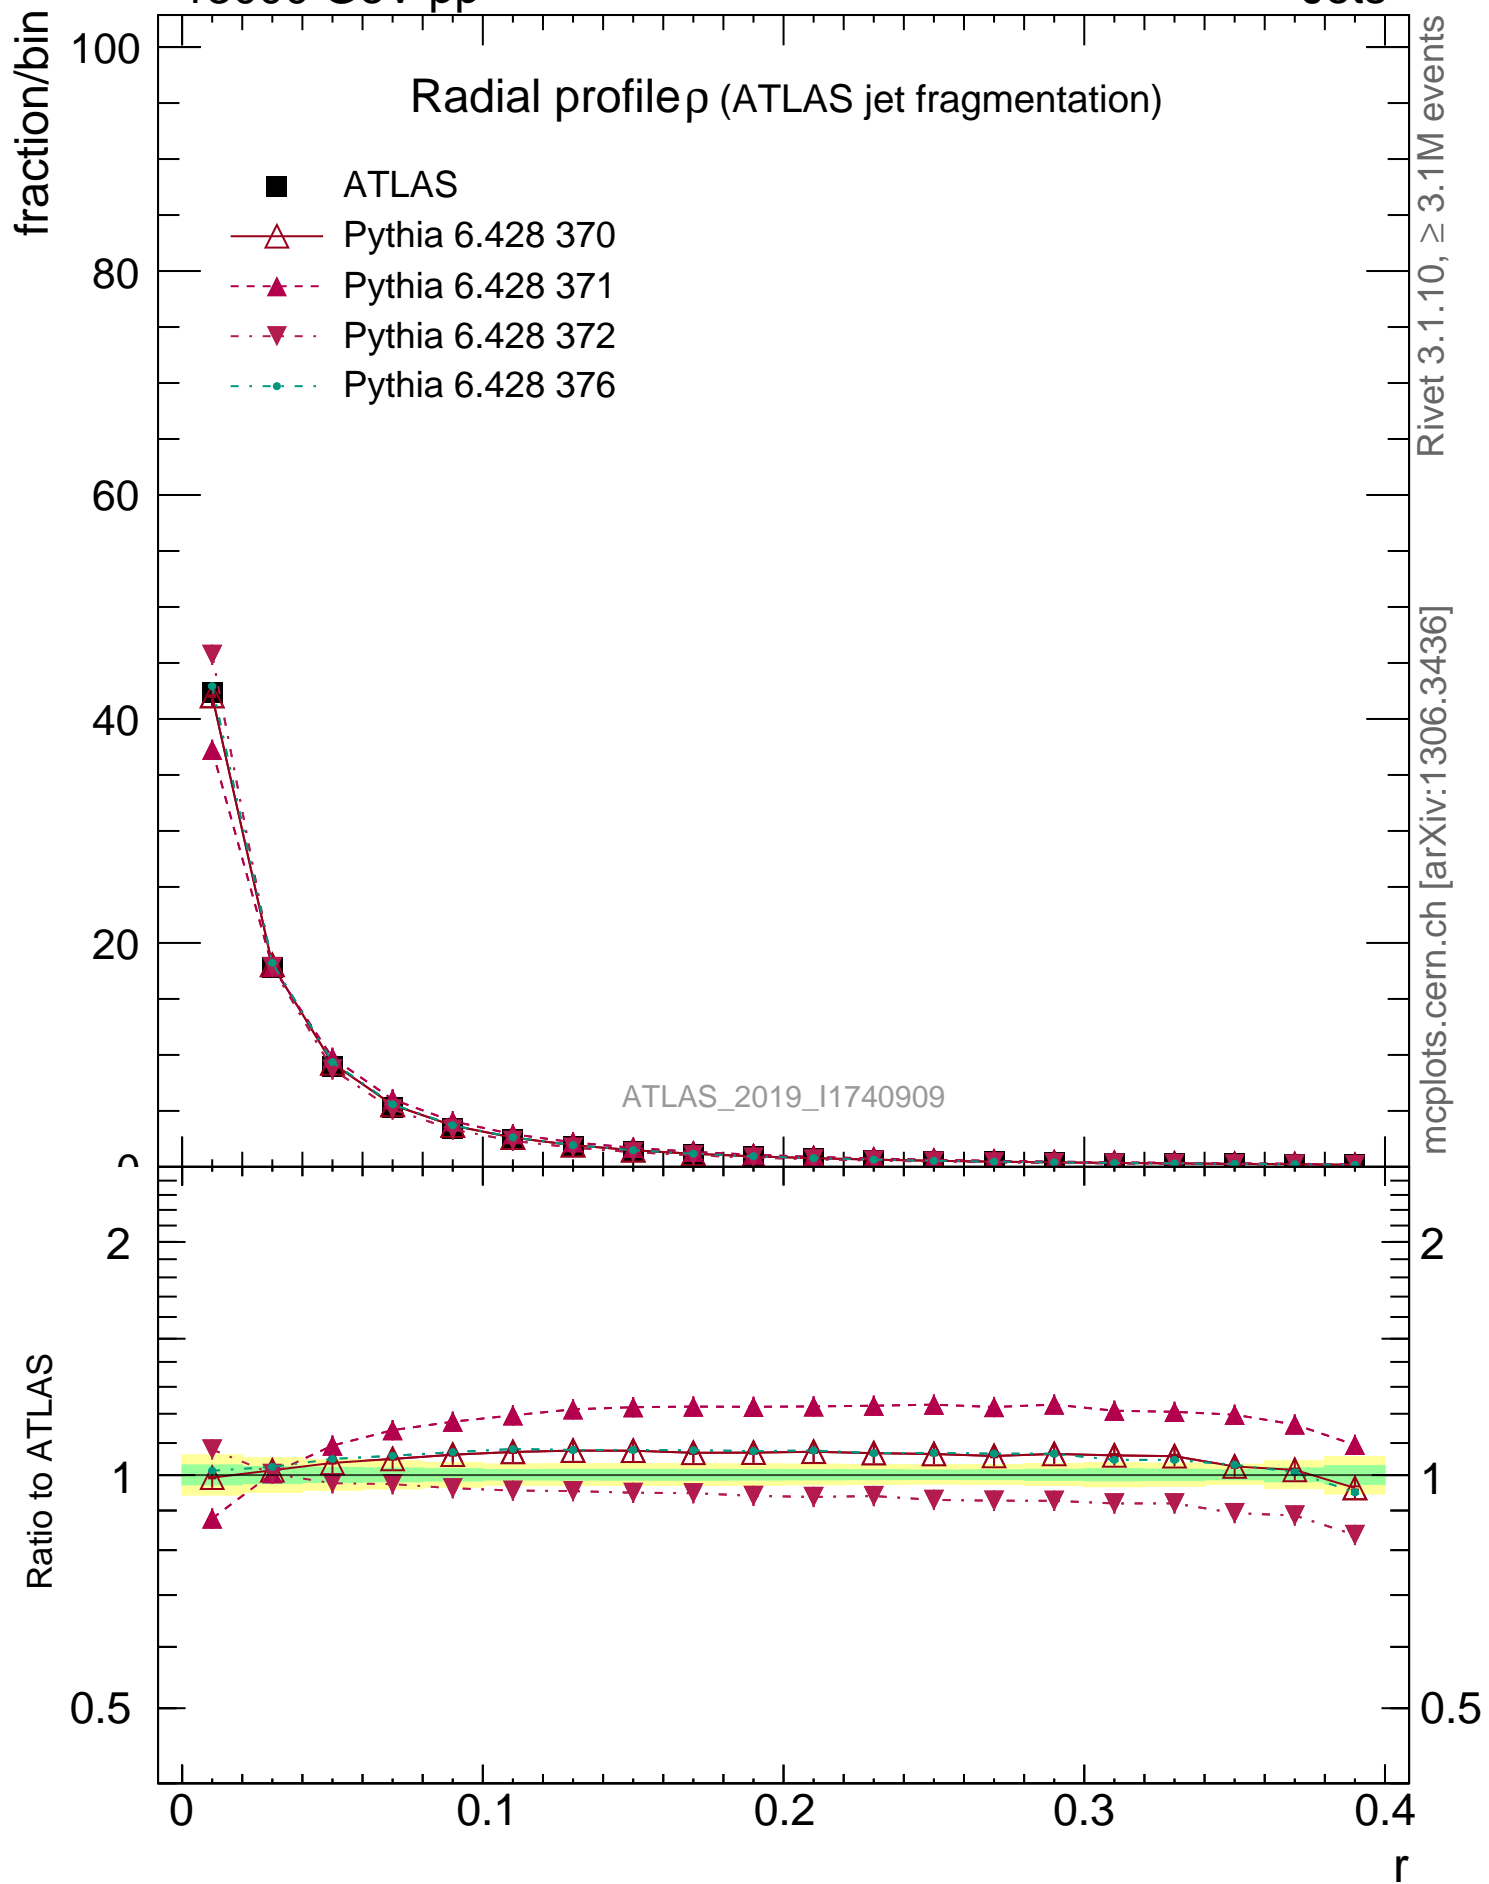 fraction/bin
100
80
60
40
20
Radial profileρ (ATLAS jet fragmentation)
ATLAS
Pythia 6.428 370
Pythia 6.428 371
Pythia 6.428 372
Pythia 6.428 376
ATLAS_2019_I1740909
Rivet 3.1.10, ≥ 3.1M events
mcplots.cern.ch [arXiv:1306.3436]
Ratio to ATLAS
2
1
0.5
2
1
0.5
0
0.1
0.2
0.3
0.4
r